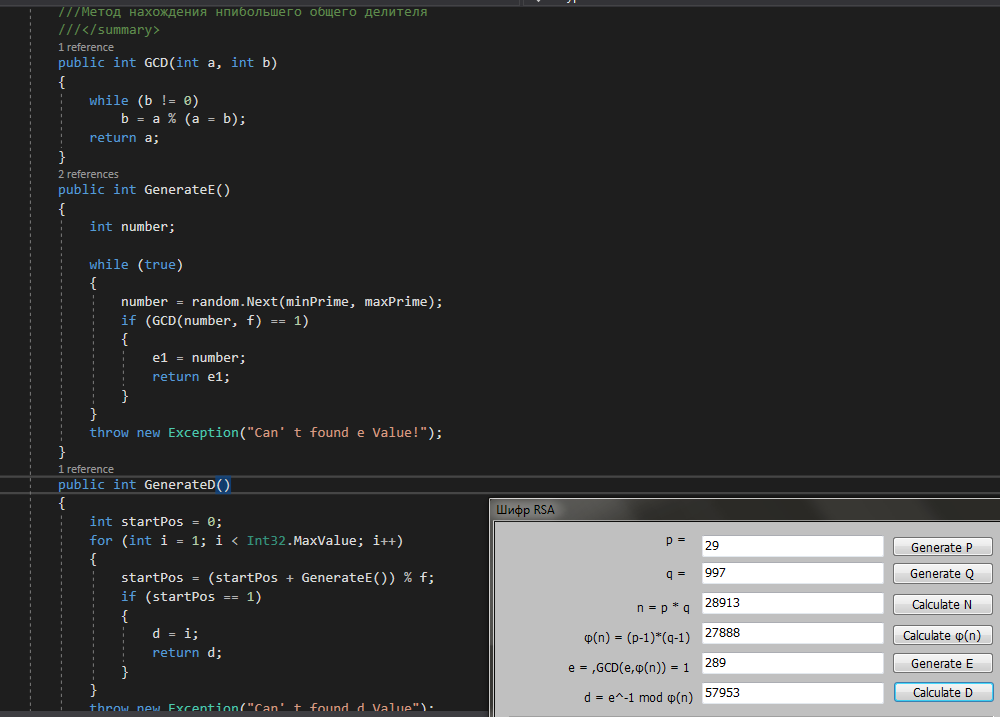 ///Метод нахождения нпибольшего общего делителя
///</summary>
1 reference
public int GCD(int a, int b)
{
while (b != 0)
b = a % (a = b);
return a;
}
2 references
public int GenerateE()
{
int number;
while (true)
{
number = random.Next(minPrime, maxPrime);
if (GCD(number, f) == 1)
{
e1 = number;
return e1;
}
}
throw new Exception("Can' t found e Value!");
}
1 reference
public int GenerateD()
{
int startPos = 0;
for (int i = 1; i < Int32.MaxValue; i++)
{
startPos = (startPos + GenerateE()) % f;
if (startPos == 1)
{
d = i;
return d;
}
}
throw new Exception("Can' t found d Value");
Шифр RSA
p = 29 Generate P
q = 997 Generate Q
n = p * q 28913 Calculate N
φ(n) = (p-1)*(q-1) 27888 Calculate φ(n)
e = ,GCD(e,φ(n)) = 1 289 Generate E
d = e^-1 mod φ(n) 57953 Calculate D